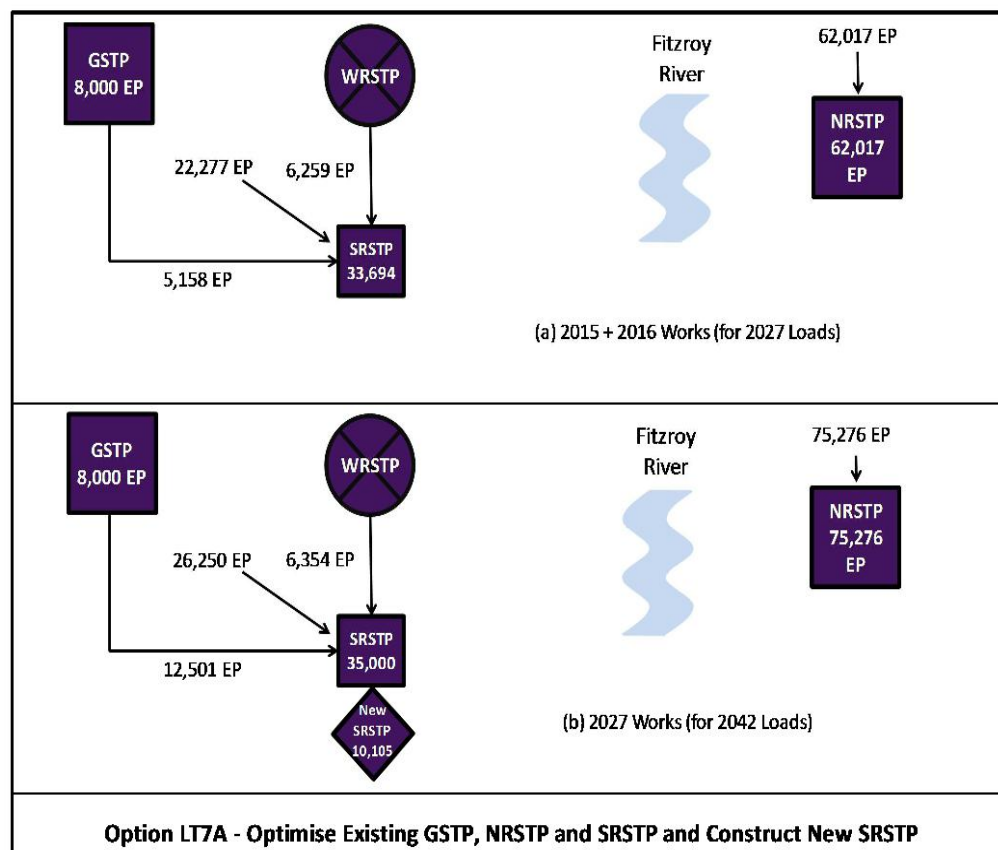 GSTP
8,000 EP
WRSTP
Fitzroy
River
62,017 EP
NRSTP
62,017
EP
22,277 EP
6,259 EP
SRSTP
33,694
5,158 EP
(a) 2015 + 2016 Works (for 2027 Loads)
GSTP
8,000 EP
WRSTP
Fitzroy
River
75,276 EP
NRSTP
75,276
EP
26,250 EP
6,354 EP
SRSTP
35,000
12,501 EP
New
SRSTP
10,105
(b) 2027 Works (for 2042 Loads)
Option LT7A - Optimise Existing GSTP, NRSTP and SRSTP and Construct New SRSTP